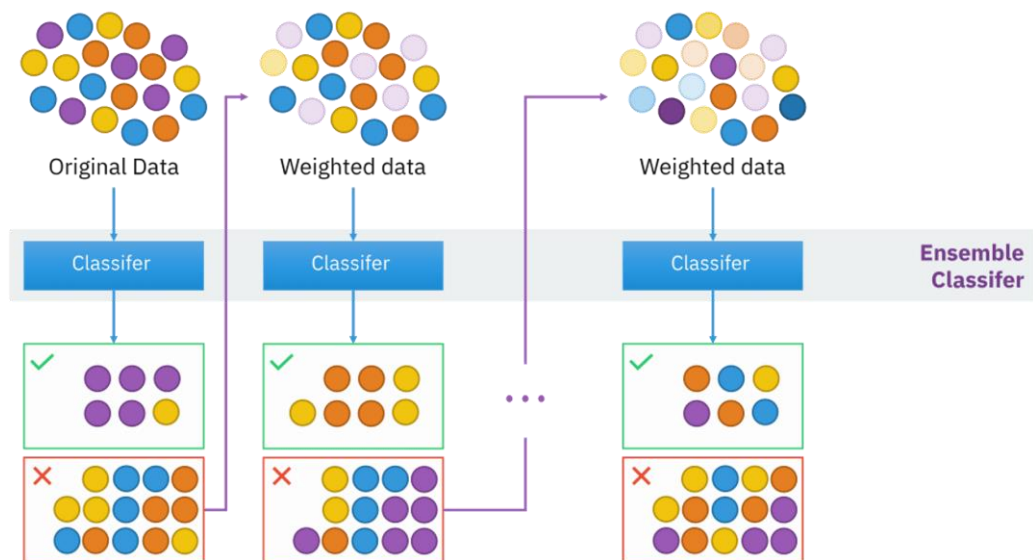 Original Data
Weighted data
Weighted data
Classifer
Classifer
Classifer
Ensemble
Classifer